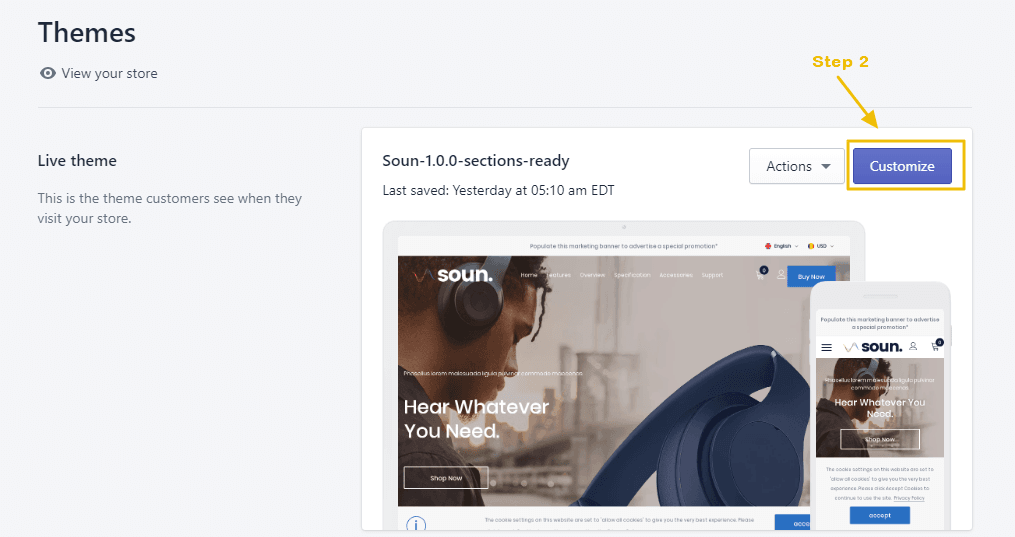 Themes
View your store
Step 2
Live theme
This is the theme customers see when they
visit your store.
Soun-1.0.0-sections-ready
Last saved: Yesterday at 05:10 am EDT
Actions
Customize
Populate this marketing banner to advertise a special promotion*
English
USD
soun.
Home
Features
Overview
Specification
Accessories
Support
0
Buy Now
Phasellus lorem malesuada ligula pulvinar commodo maecenas
Hear Whatever
You Need.
Shop Now
The cookie settings on this website are set to 'allow all cookies' to give you the very best experience. Please
Populate this marketing banner to advertise
a special promotion*
soun.
0
Phasellus lorem malesuada ligula pulvinar
commodo maecenas
Hear Whatever You
Need.
Shop Now
The cookie settings on this website are set to
'allow all cookies' to give you the very best
experience. Please click Accept Cookies to
continue to use the site. Privacy Policy
accept